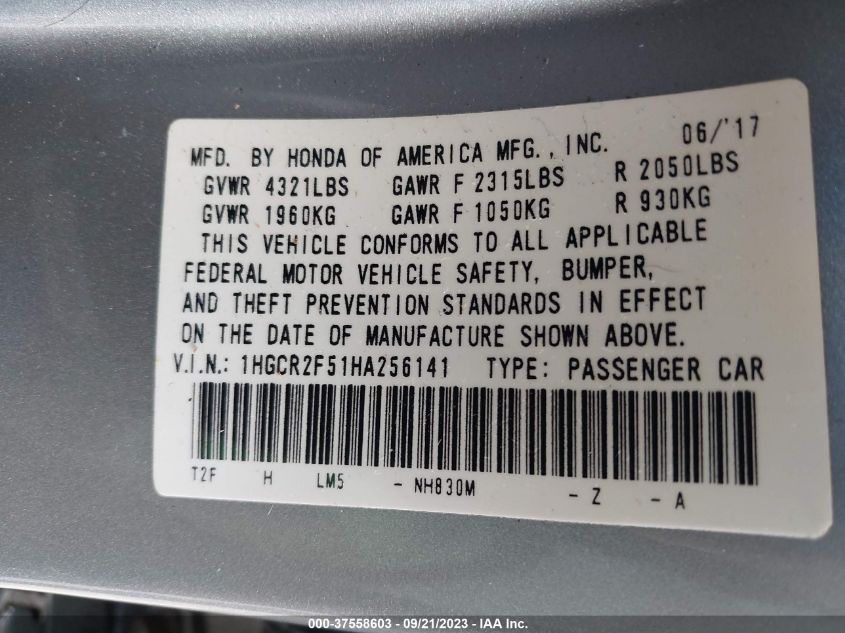 06/'17
MFD. BY HONDA OF AMERICA MFG., INC.
GVWR 4321LBS GAWR F 2315LBS R 2050LBS
GVWR 1960KG GAWR F 1050KG R 930KG
THIS VEHICLE CONFORMS TO ALL APPLICABLE
FEDERAL MOTOR VEHICLE SAFETY, BUMPER,
AND THEFT PREVENTION STANDARDS IN EFFECT
ON THE DATE OF MANUFACTURE SHOWN ABOVE.
V.I.N.: 1HGCR2F51HA256141 TYPE: PASSENGER CAR
T2F H LM5 - NH830M - Z - A
000-37558603 - 09/21/2023 - IAA Inc.